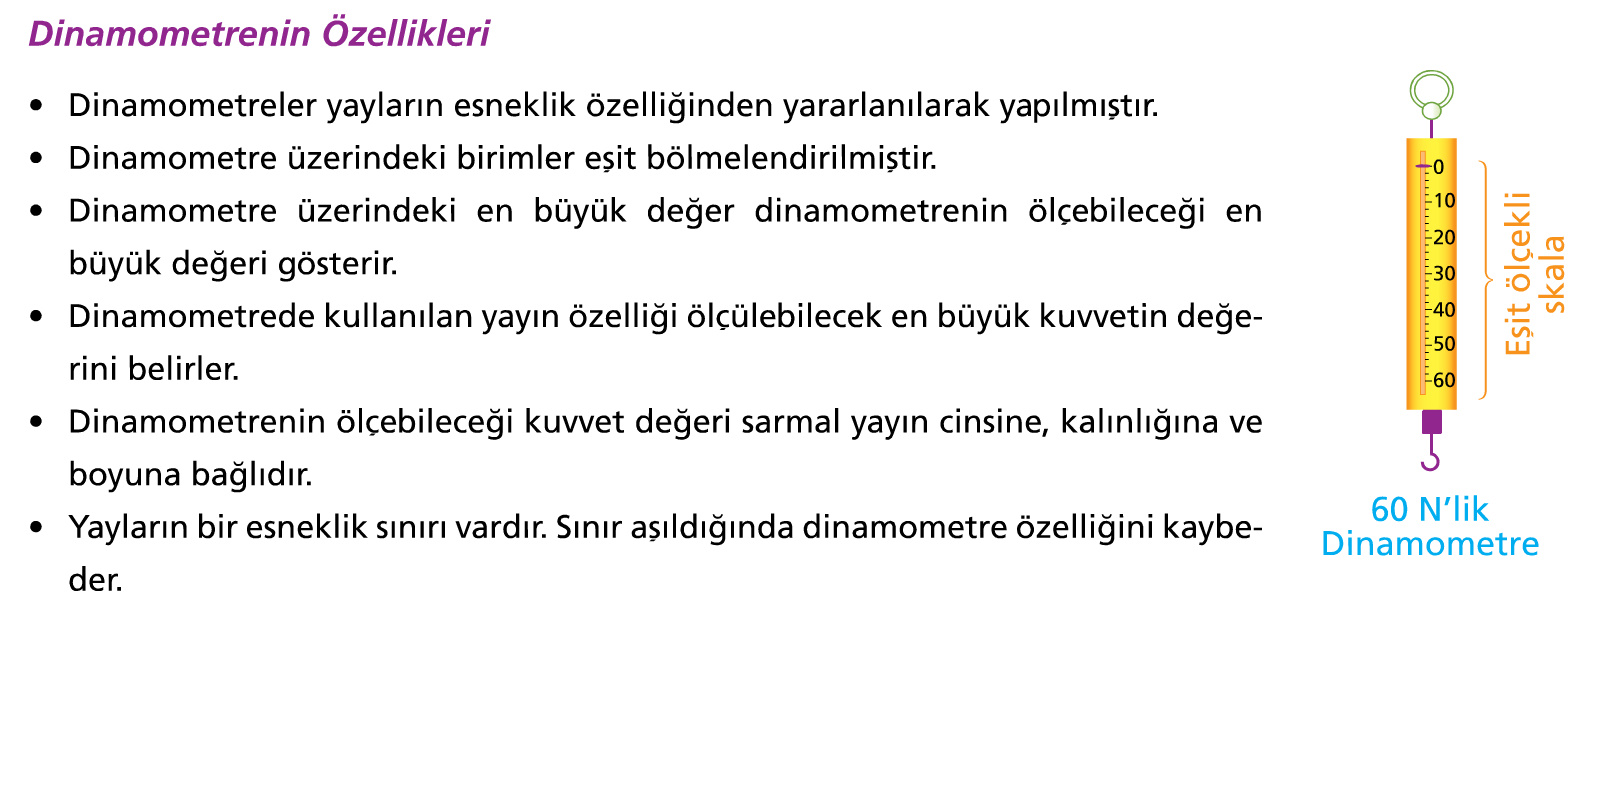 Dinamometrenin Özellikleri
• Dinamometreler yayların esneklik özelliğinden yararlanılarak yapılmıştır.
• Dinamometre üzerindeki birimler eşit bölmelendirilmiştir.
• Dinamometre üzerindeki en büyük değer dinamometrenin ölçebileceği en
büyük değeri gösterir.
• Dinamometrede kullanılan yayın özelliği ölçülebilecek en büyük kuvvetin değe-
rini belirler.
• Dinamometrenin ölçebileceği kuvvet değeri sarmal yayın cinsine, kalınlığına ve
boyuna bağlıdır.
• Yayların bir esneklik sınırı vardır. Sınır aşıldığında dinamometre özelliğini kaybe-
der.
0
10
20
30
40
50
60
Eşit ölçekli
skala
60 N’lik
Dinamometre